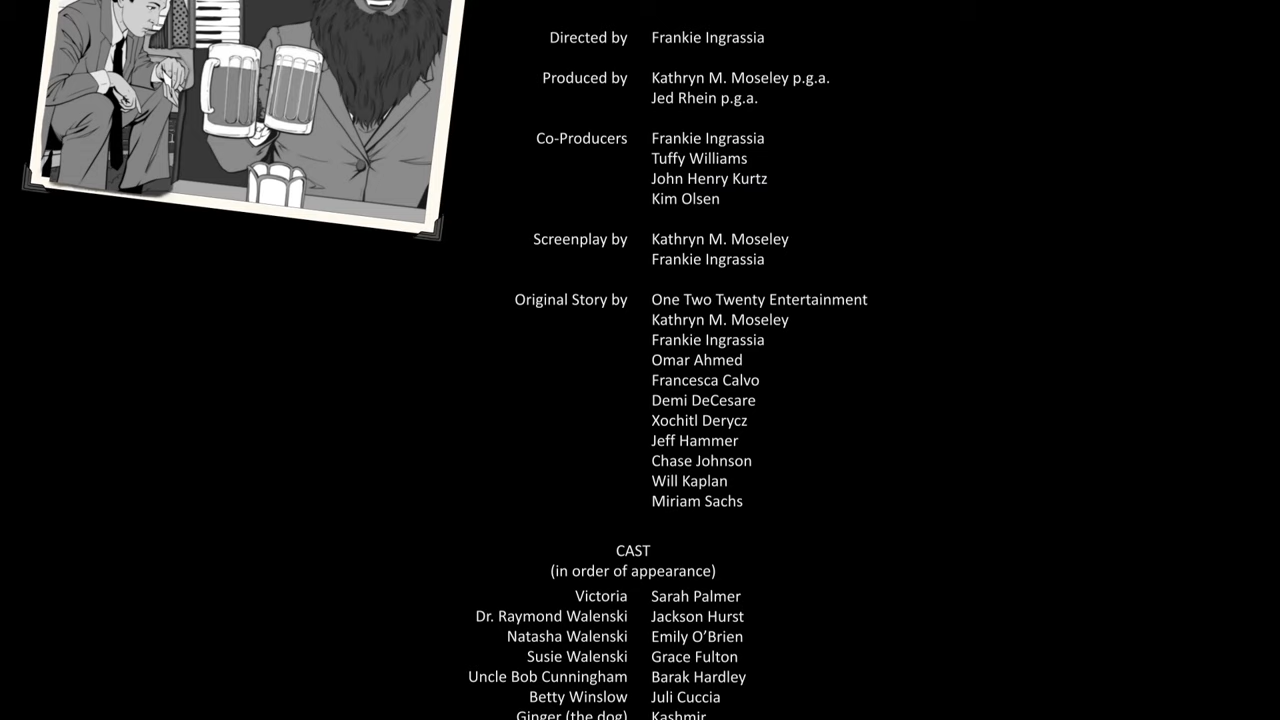 Directed by Frankie Ingrassia
Produced by Kathryn M. Moseley p.g.a.
Jed Rhein p.g.a.
Co-Producers Frankie Ingrassia
Tuffy Williams
John Henry Kurtz
Kim Olsen
Screenplay by Kathryn M. Moseley
Frankie Ingrassia
Original Story by One Two Twenty Entertainment
Kathryn M. Moseley
Frankie Ingrassia
Omar Ahmed
Francesca Calvo
Demi DeCesare
Xochitl Derycz
Jeff Hammer
Chase Johnson
Will Kaplan
Miriam Sachs
CAST
(in order of appearance)
Victoria Sarah Palmer
Dr. Raymond Walenski Jackson Hurst
Natasha Walenski Emily O’Brien
Susie Walenski Grace Fulton
Uncle Bob Cunningham Barak Hardley
Betty Winslow Juli Cuccia
Ginger (the dog) Kashmir